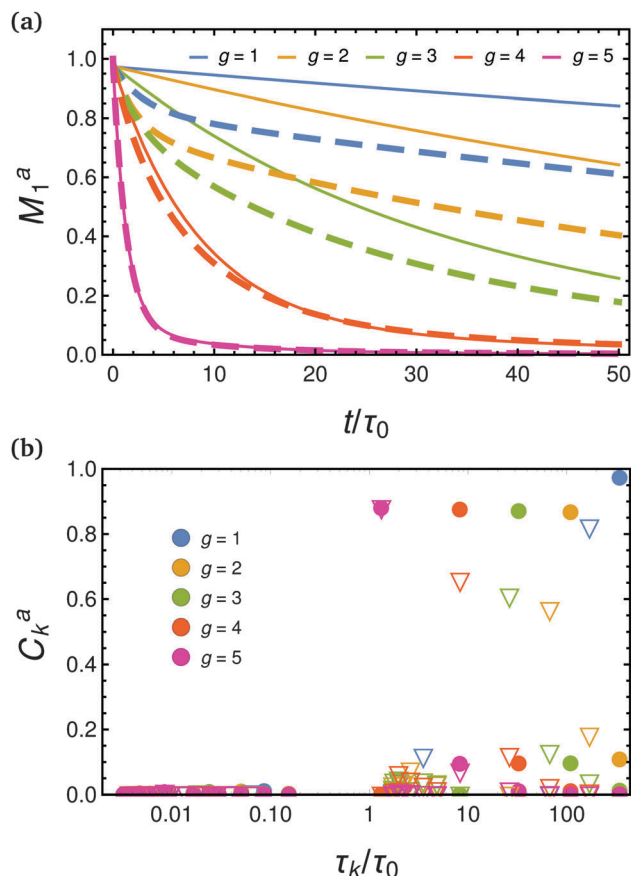 (a)
g = 1 g = 2 g = 3 g = 4 g = 5
1.0
0.8
0.6
0.4
0.2
0.0
M₁ᵃ
0 10 20 30 40 50
t/τ₀
(b)
1.0
0.8
0.6
0.4
0.2
0.0
Cₖᵃ
g = 1
g = 2
g = 3
g = 4
g = 5
0.01 0.10 1 10 100
τₖ/τ₀